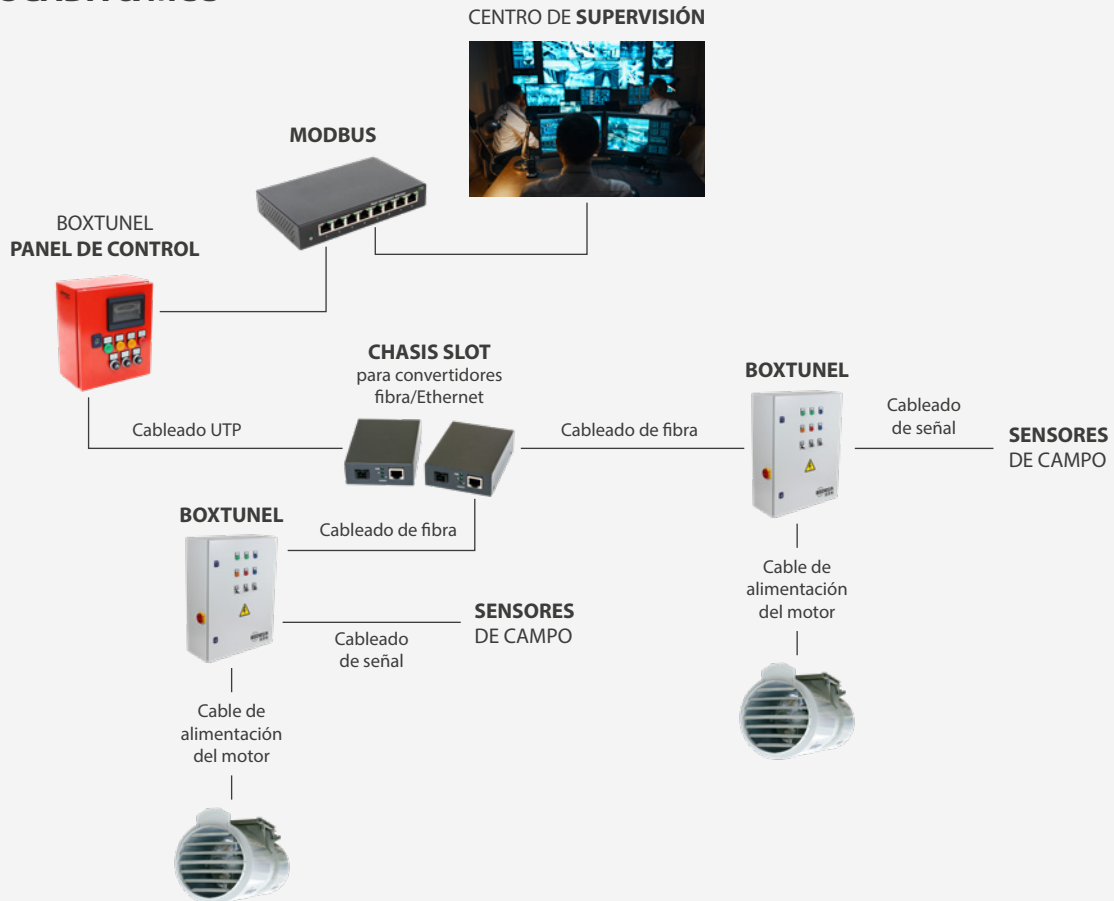 CENTRO DE SUPERVISIÓN
MODBUS
BOXTUNEL
PANEL DE CONTROL
CHASIS SLOT
para convertidores
fibra/Ethernet
BOXTUNEL
Cableado UTP
Cableado de fibra
Cableado
de señal
SENSORES
DE CAMPO
BOXTUNEL
Cableado de fibra
Cable de
alimentación
del motor
SENSORES
DE CAMPO
Cableado
de señal
Cable de
alimentación
del motor